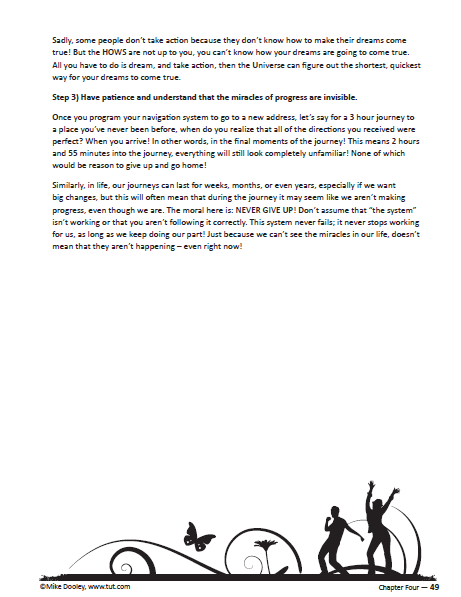 Sadly, some people don't take action because they don't know how to make their dreams come
true! But the HOWS are not up to you, you can't know how your dreams are going to come true.
All you have to do is dream, and take action, then the Universe can figure out the shortest, quickest
way for your dreams to come true.
Step 3) Have patience and understand that the miracles of progress are invisible.
Once you program your navigation system to go to a new address, let's say for a 3 hour journey to
a place you've never been before, when do you realize that all of the directions you received were
perfect? When you arrive! In other words, in the final moments of the journey! This means 2 hours
and 55 minutes into the journey, everything will still look completely unfamiliar! None of which
would be reason to give up and go home!
Similarly, in life, our journeys can last for weeks, months, or even years, especially if we want
big changes, but this will often mean that during the journey it may seem like we aren't making
progress, even though we are. The moral here is: NEVER GIVE UP! Don't assume that "the system"
isn't working or that you aren't following it correctly. This system never fails; it never stops working
for us, as long as we keep doing our part! Just because we can't see the miracles in our life, doesn't
mean that they aren't happening – even right now!
©Mike Dooley, www.tut.com
Chapter Four — 49